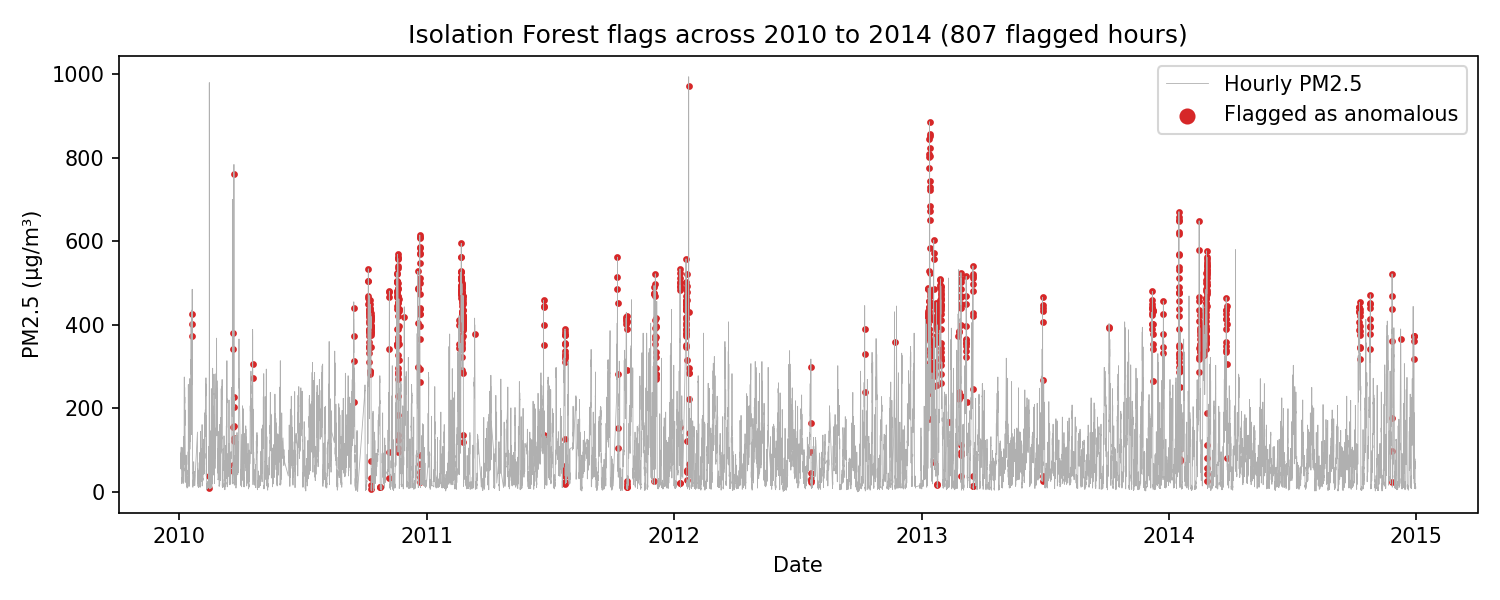 Isolation Forest flags across 2010 to 2014 (807 flagged hours)
Hourly PM2.5
Flagged as anomalous
PM2.5 (µg/m³)
1000
800
600
400
200
0
2010 2011 2012 2013 2014 2015
Date